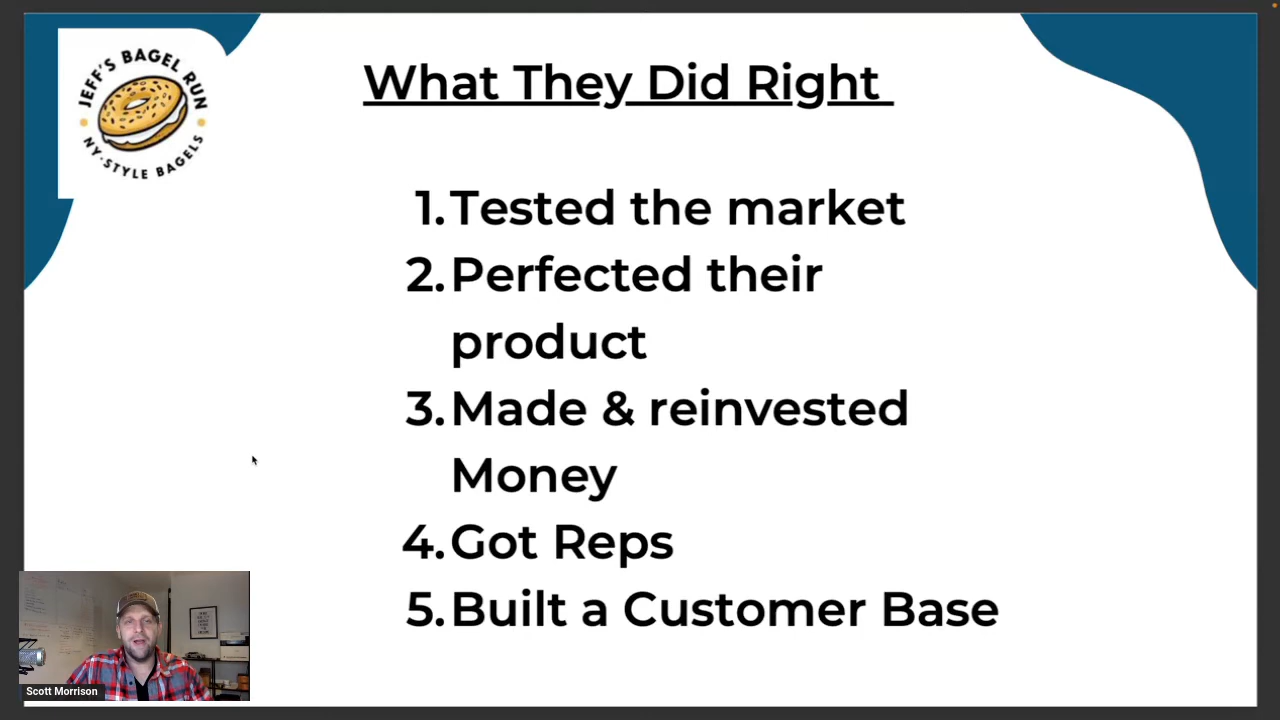 JEFF'S BAGEL RUN
NY-STYLE BAGELS
What They Did Right
1. Tested the market
2. Perfected their
product
3. Made & reinvested
Money
4. Got Reps
5. Built a Customer Base
Scott Morrison